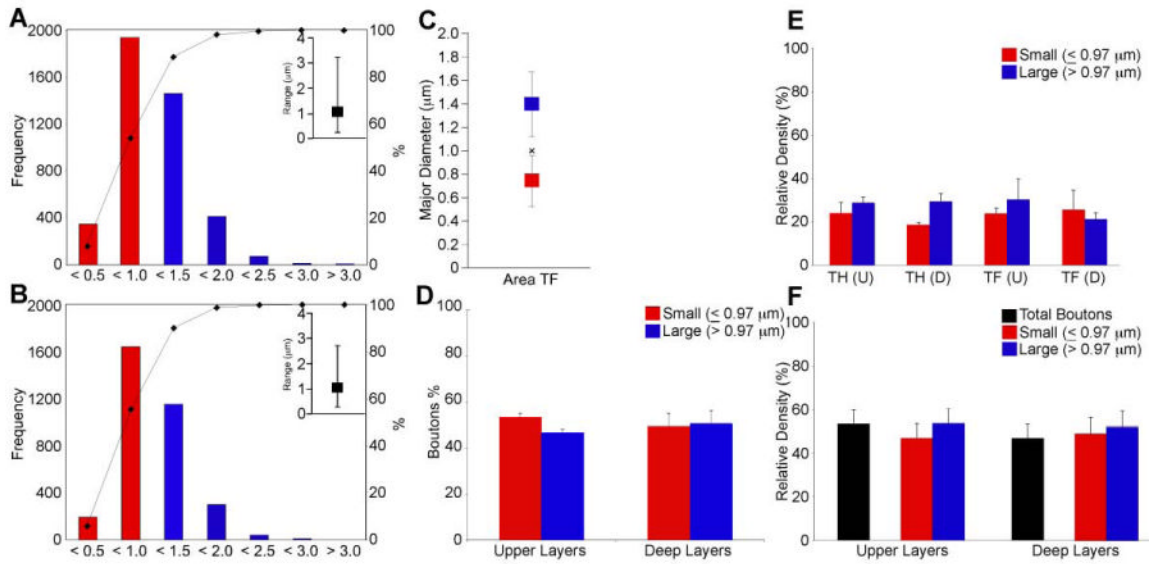 A
2000
1600
1200
800
400
0
Frequency
100
80
60
40
20
0
%
4
3
2
1
0
Range (μm)
< 0.5 < 1.0 < 1.5 < 2.0 < 2.5 < 3.0 > 3.0
B
2000
1600
1200
800
400
0
Frequency
100
80
60
40
20
0
%
4
3
2
1
0
Range (μm)
< 0.5 < 1.0 < 1.5 < 2.0 < 2.5 < 3.0 > 3.0
C
2.0
1.8
1.6
1.4
1.2
1.0
0.8
0.6
0.4
0.2
0
Major Diameter (μm)
Area TF
D
100
80
60
40
20
0
Boutons %
Small (≤ 0.97 μm)
Large (> 0.97 μm)
Upper Layers Deep Layers
E
100
80
60
40
20
0
Relative Density (%)
Small (≤ 0.97 μm)
Large (> 0.97 μm)
TH (U) TH (D) TF (U) TF (D)
F
100
80
60
40
20
0
Relative Density (%)
Total Boutons
Small (≤ 0.97 μm)
Large (> 0.97 μm)
Upper Layers Deep Layers